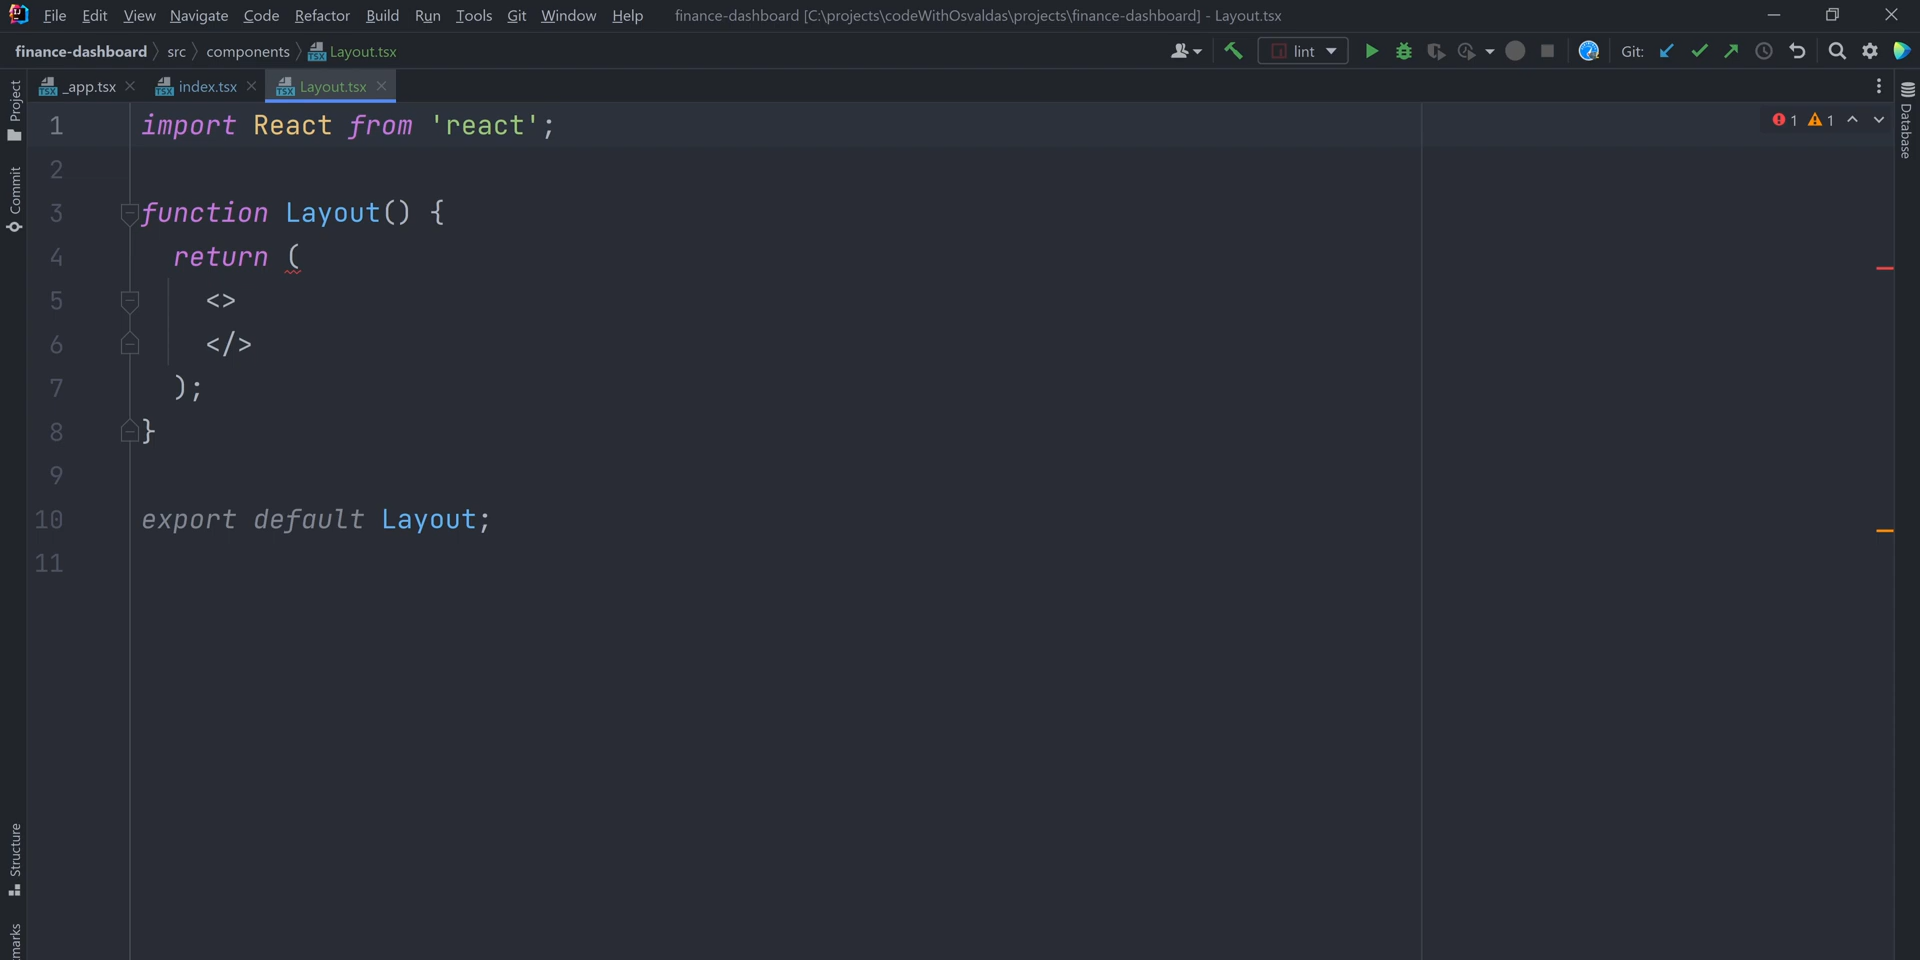 File Edit View Navigate Code Refactor Build Run Tools Git Window Help finance-dashboard [C:\projects\codeWithOsvaldas\projects\finance-dashboard] - Layout.tsx
finance-dashboard src components Layout.tsx lint Git:
_app.tsx index.tsx Layout.tsx
Project
Commit
Structure
marks
Database
1 1
1 import React from 'react';
2
3 function Layout() {
4 return (
5 <>
6 </>
7 );
8 }
9
10 export default Layout;
11